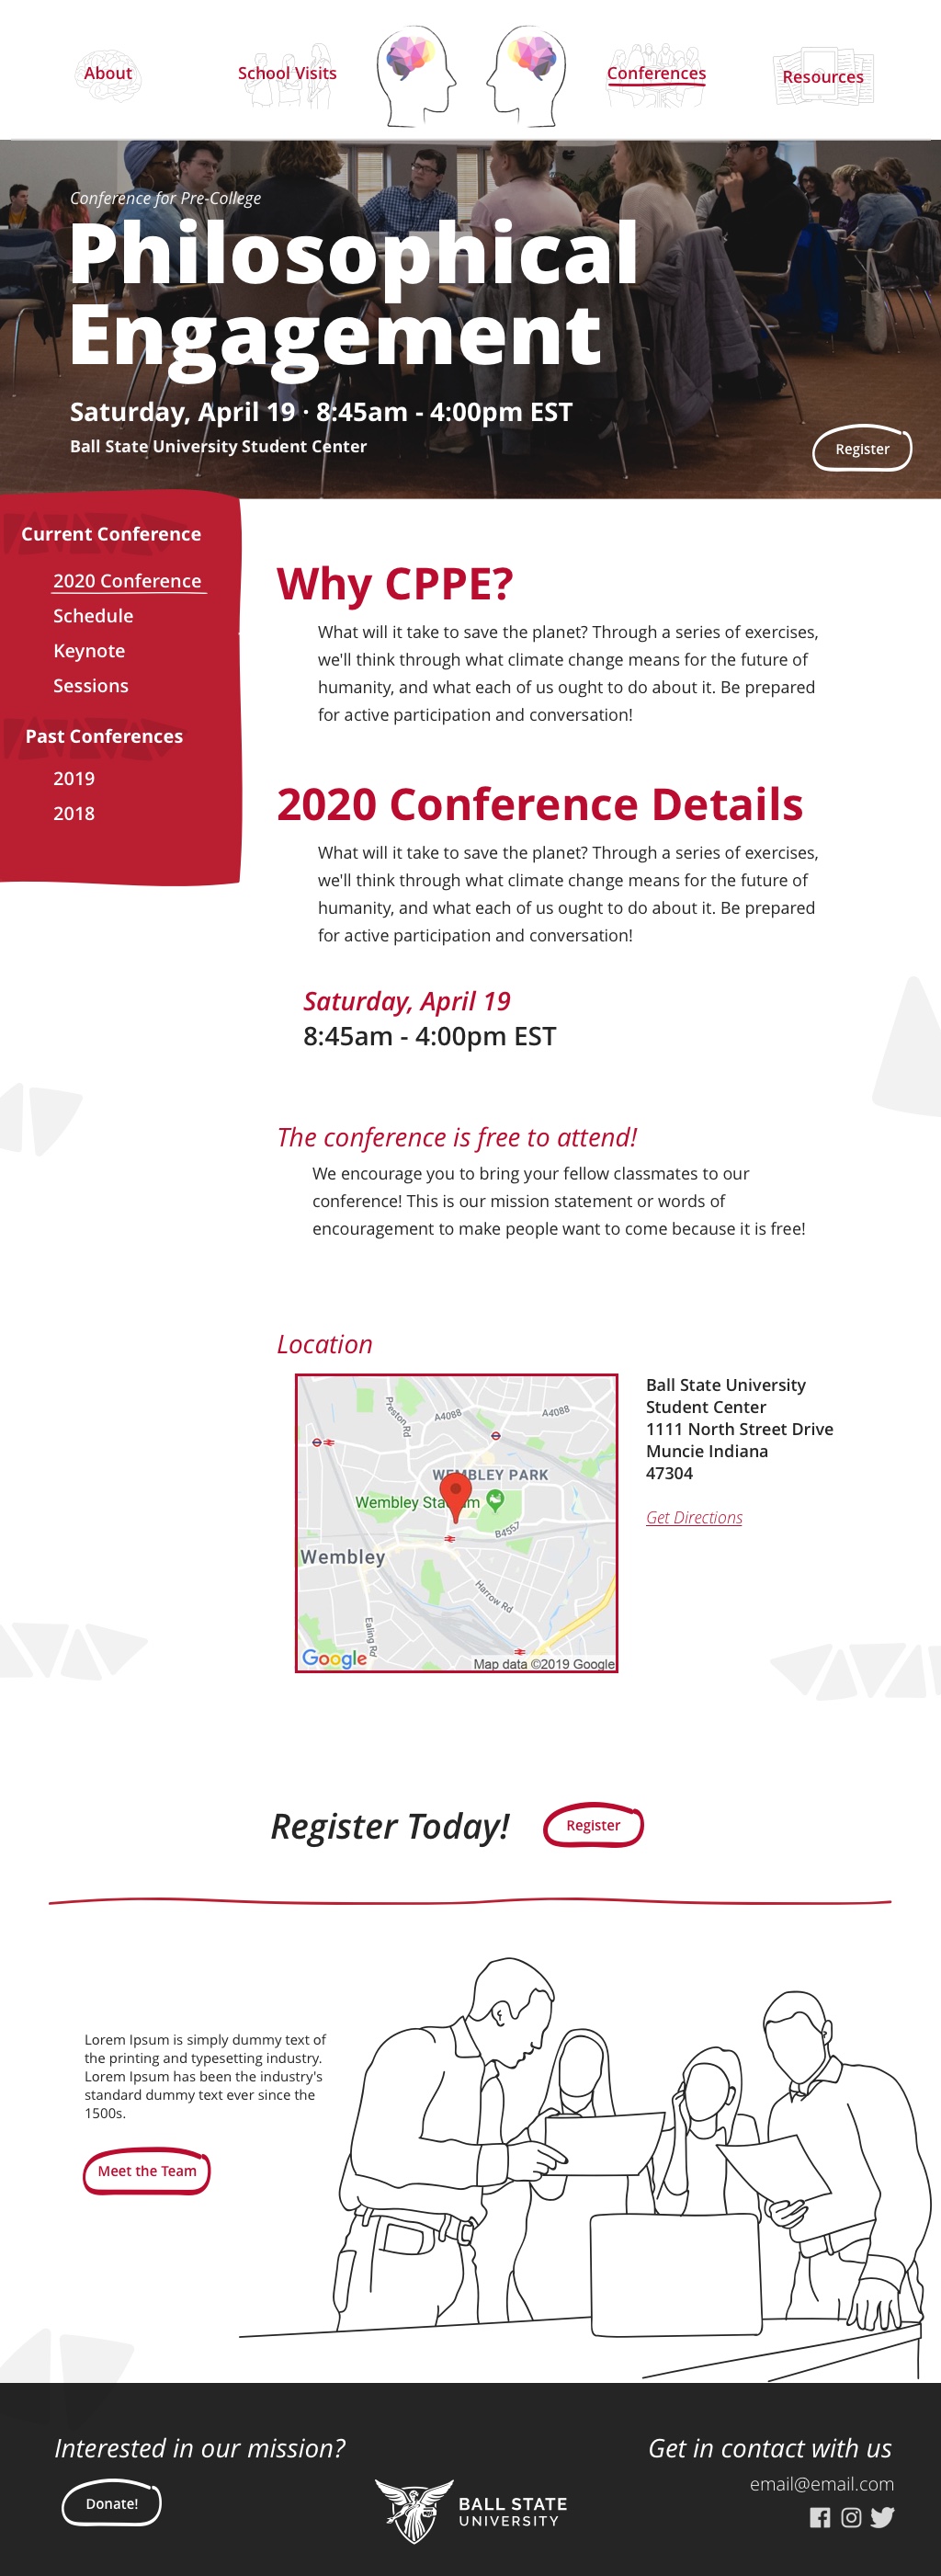 About
School Visits
Conferences
Resources
Conference for Pre-College
Philosophical
Engagement
Saturday, April 19 · 8:45am - 4:00pm EST
Ball State University Student Center
Register
Current Conference
2020 Conference
Schedule
Keynote
Sessions
Past Conferences
2019
2018
Why CPPE?
What will it take to save the planet? Through a series of exercises,
we'll think through what climate change means for the future of
humanity, and what each of us ought to do about it. Be prepared
for active participation and conversation!
2020 Conference Details
What will it take to save the planet? Through a series of exercises,
we'll think through what climate change means for the future of
humanity, and what each of us ought to do about it. Be prepared
for active participation and conversation!
Saturday, April 19
8:45am - 4:00pm EST
The conference is free to attend!
We encourage you to bring your fellow classmates to our
conference! This is our mission statement or words of
encouragement to make people want to come because it is free!
Location
Preston Rd
A4088
A4088
WEMBLEY PARK
Wembley Stadium
B4557
Wembley
Harrow Rd
Ealing Rd
Google
Map data ©2019 Google
Ball State University
Student Center
1111 North Street Drive
Muncie Indiana
47304
Get Directions
Register Today!
Register
Lorem Ipsum is simply dummy text of
the printing and typesetting industry.
Lorem Ipsum has been the industry's
standard dummy text ever since the
1500s.
Meet the Team
Interested in our mission?
Donate!
BALL STATE
UNIVERSITY
Get in contact with us
email@email.com